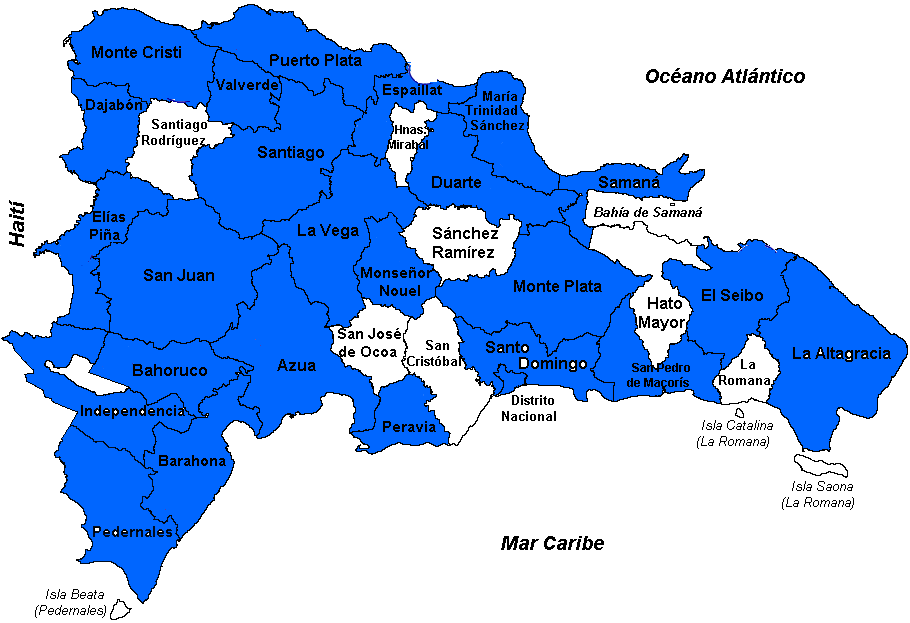 Monte Cristi
Puerto Plata
Océano Atlántico
Valverde
Espaillat
Dajabón
María
Trinidad
Sánchez
Santiago
Rodríguez
Hnas.
Mirabal
Santiago
Duarte
Samaná
Bahía de Samaná
Haití
Elías
Piña
La Vega
Sánchez
Ramírez
San Juan
Monseñor
Nouel
Monte Plata
El Seibo
Hato
Mayor
San José
de Ocoa
San
Cristóbal
Santo
Domingo
La Altagracia
Bahoruco
Azua
San Pedro
de Macorís
La
Romana
Independencia
Peravia
Distrito
Nacional
Isla Catalina
(La Romana)
Barahona
Isla Saona
(La Romana)
Pedernales
Mar Caribe
Isla Beata
(Pedernales)